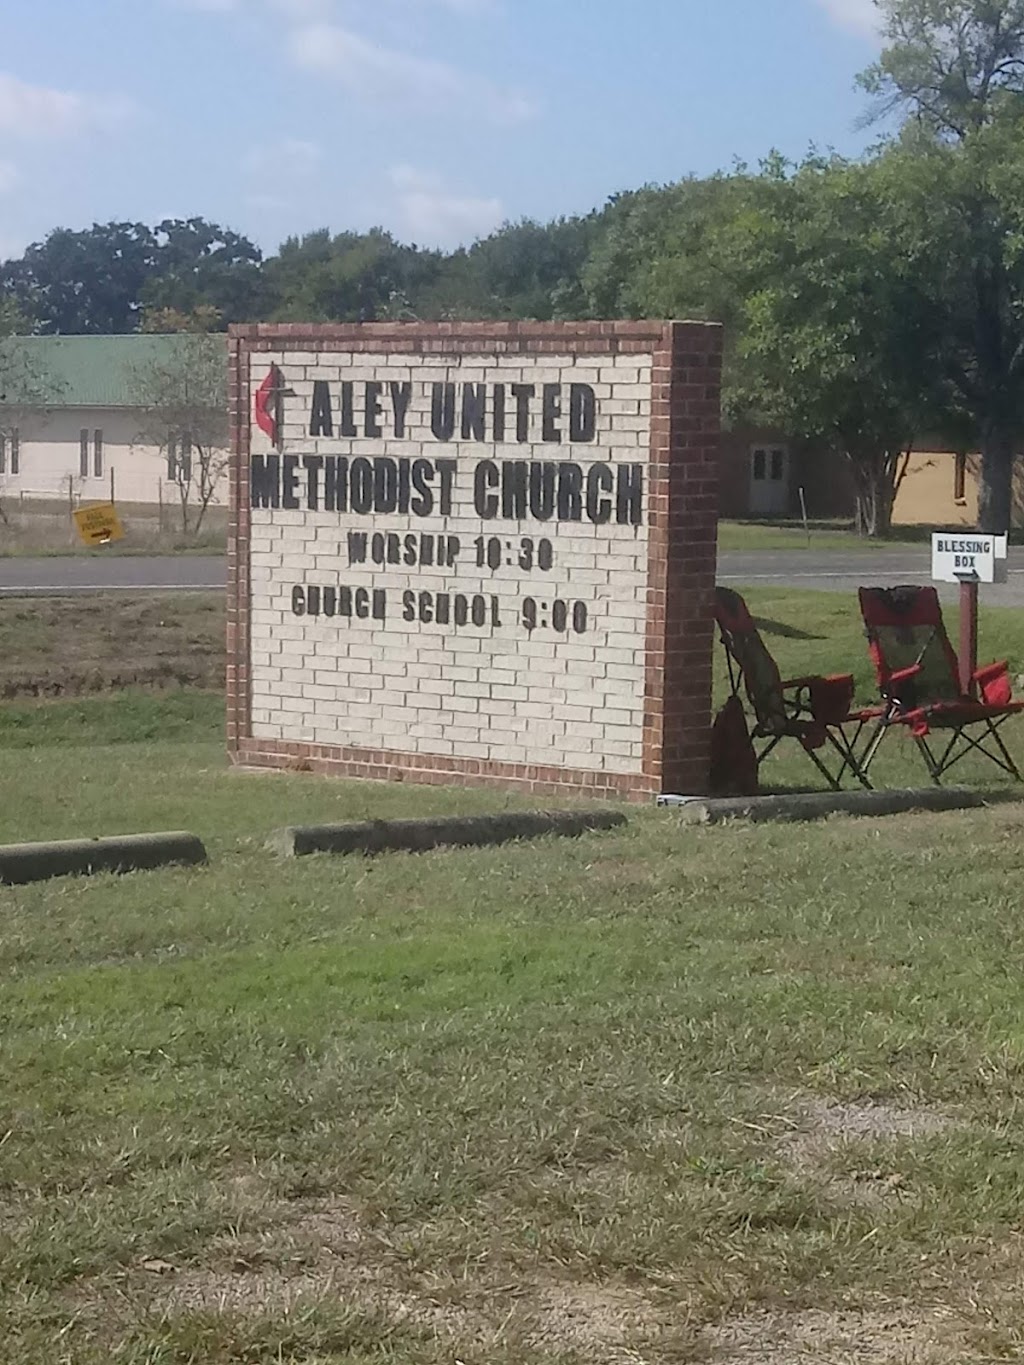 ALEY UNITED
METHODIST CHURCH
WORSHIP 10:30
CHURCH SCHOOL 9:00
BLESSING
BOX